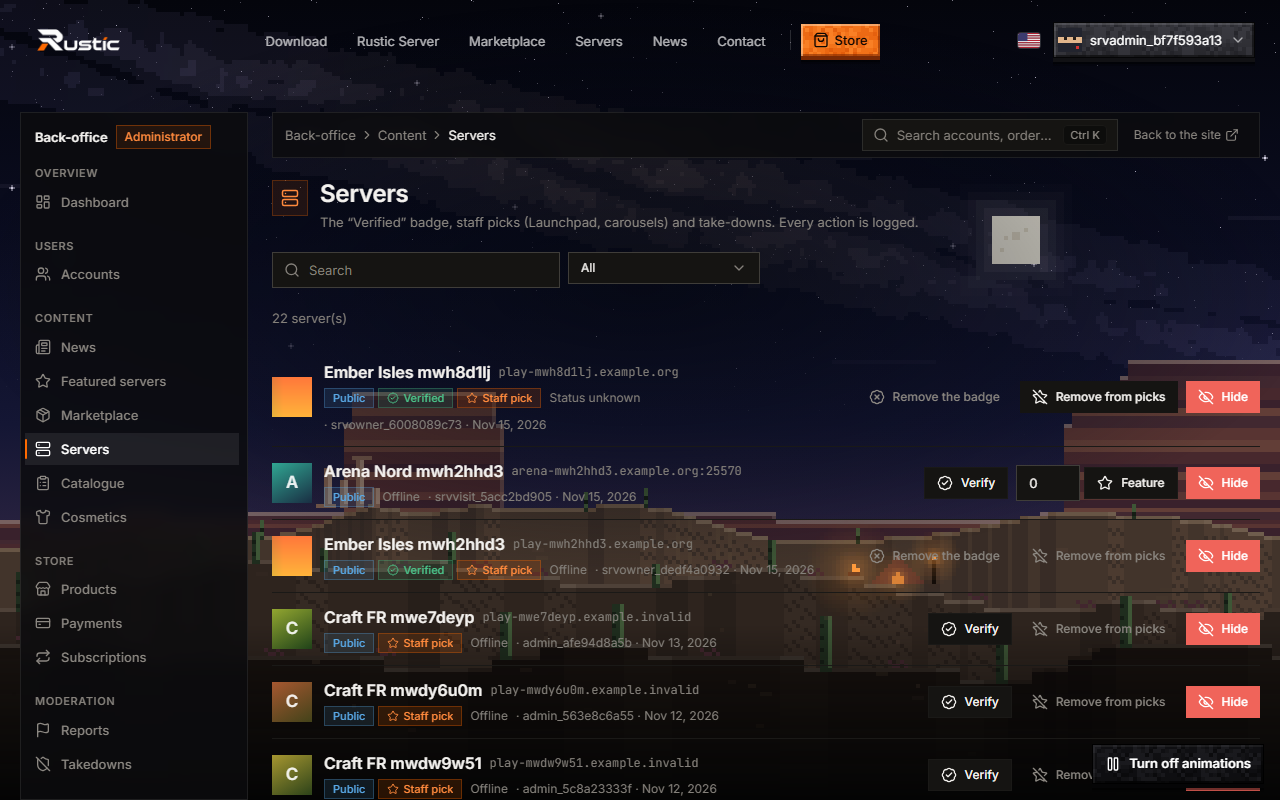 Rustic
Download
Rustic Server
Marketplace
Servers
News
Contact
Store
srvadmin_bf7f593a13
Back-office
Administrator
OVERVIEW
Dashboard
USERS
Accounts
CONTENT
News
Featured servers
Marketplace
Servers
Catalogue
Cosmetics
STORE
Products
Payments
Subscriptions
MODERATION
Reports
Takedowns
Back-office > Content > Servers
Search accounts, order...
Ctrl K
Back to the site
Servers
The “Verified” badge, staff picks (Launchpad, carousels) and take-downs. Every action is logged.
Search
All
22 server(s)
Ember Isles mwh8d1lj play-mwh8d1lj.example.org
Public Verified Staff pick Status unknown
· srvowner_6008089c73 · Nov 15, 2026
Remove the badge Remove from picks Hide
A
Arena Nord mwh2hhd3 arena-mwh2hhd3.example.org:25570
Public Offline · srvvisit_5acc2bd905 · Nov 15, 2026
Verify 0 Feature Hide
Ember Isles mwh2hhd3 play-mwh2hhd3.example.org
Public Verified Staff pick Offline · srvowner_dedf4a0932 · Nov 15, 2026
Remove the badge Remove from picks Hide
C
Craft FR mwe7deyp play-mwe7deyp.example.invalid
Public Staff pick Offline · admin_afe94d8a5b · Nov 13, 2026
Verify Remove from picks Hide
C
Craft FR mwdy6u0m play-mwdy6u0m.example.invalid
Public Staff pick Offline · admin_563e8c6a55 · Nov 12, 2026
Verify Remove from picks Hide
C
Craft FR mwdw9w51 play-mwdw9w51.example.invalid
Public Staff pick Offline · admin_5c8a23333f · Nov 12, 2026
Verify Remov
Turn off animations